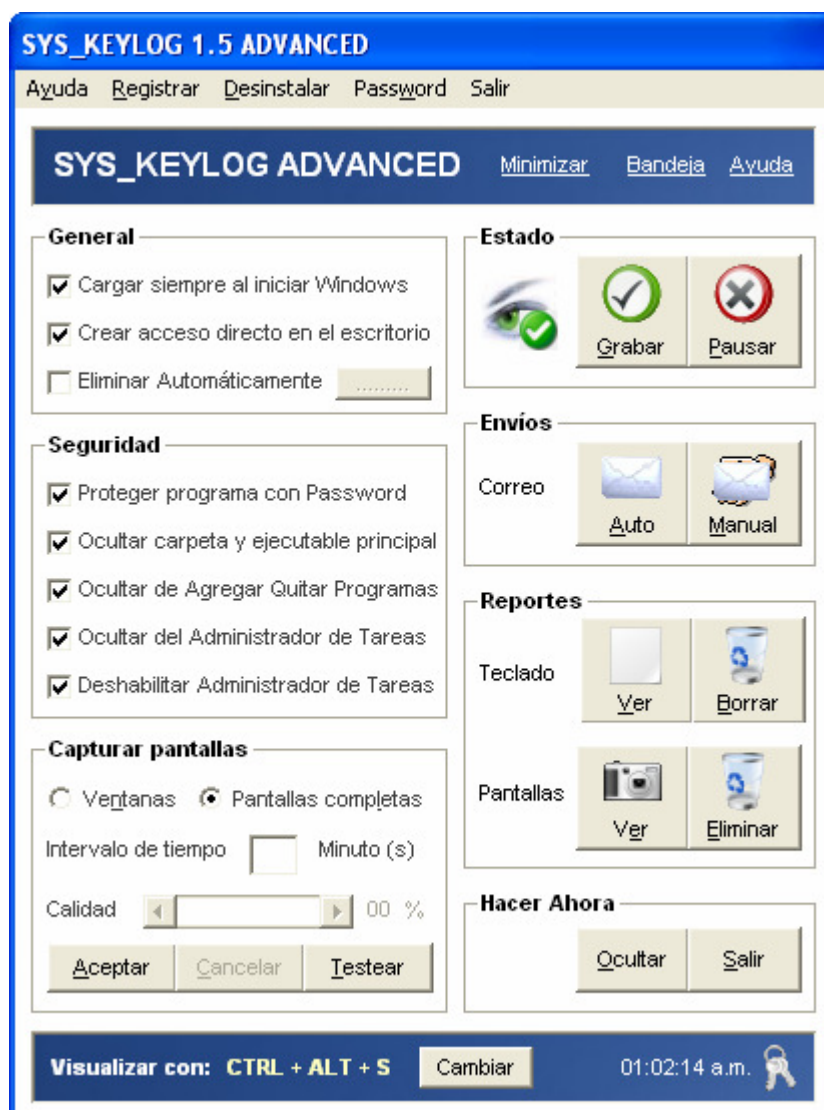 SYS_KEYLOG 1.5 ADVANCED
Ayuda Registrar Desinstalar Password Salir
SYS_KEYLOG ADVANCED Minimizar Bandeja Ayuda
General
Cargar siempre al iniciar Windows
Crear acceso directo en el escritorio
Eliminar Automáticamente .........
Seguridad
Proteger programa con Password
Ocultar carpeta y ejecutable principal
Ocultar de Agregar Quitar Programas
Ocultar del Administrador de Tareas
Deshabilitar Administrador de Tareas
Capturar pantallas
Ventanas Pantallas completas
Intervalo de tiempo Minuto (s)
Calidad 00 %
Aceptar Cancelar Testear
Estado
Grabar Pausar
Envíos
Correo
Auto Manual
Reportes
Teclado
Ver Borrar
Pantallas
Ver Eliminar
Hacer Ahora
Ocultar Salir
Visualizar con: CTRL + ALT + S Cambiar 01:02:14 a.m.